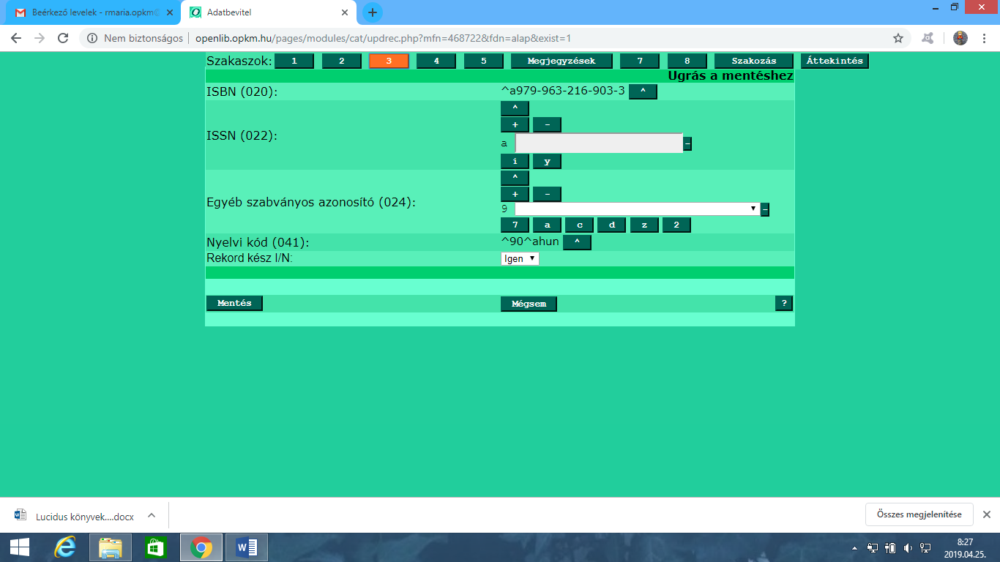 Beérkező levelek - rmaria.opkm
Adatbevitel
Nem biztonságos | openlib.opkm.hu/pages/modules/cat/updrec.php?mfn=468722&fdn=alap&exist=1
Szakaszok: 1 2 3 4 5 Megjegyzések 7 8 Szakozás Áttekintés
Ugrás a mentéshez
ISBN (020): ^a979-963-216-903-3 ^
^
+ -
ISSN (022):
a -
i y
^
+ -
Egyéb szabványos azonosító (024):
9 -
7 a c d z 2
Nyelvi kód (041): ^90^ahun ^
Rekord kész I/N: Igen
Mentés Mégsem ?
Lucidus könyvek....docx
Összes megjelenítése
8:27
2019.04.25.